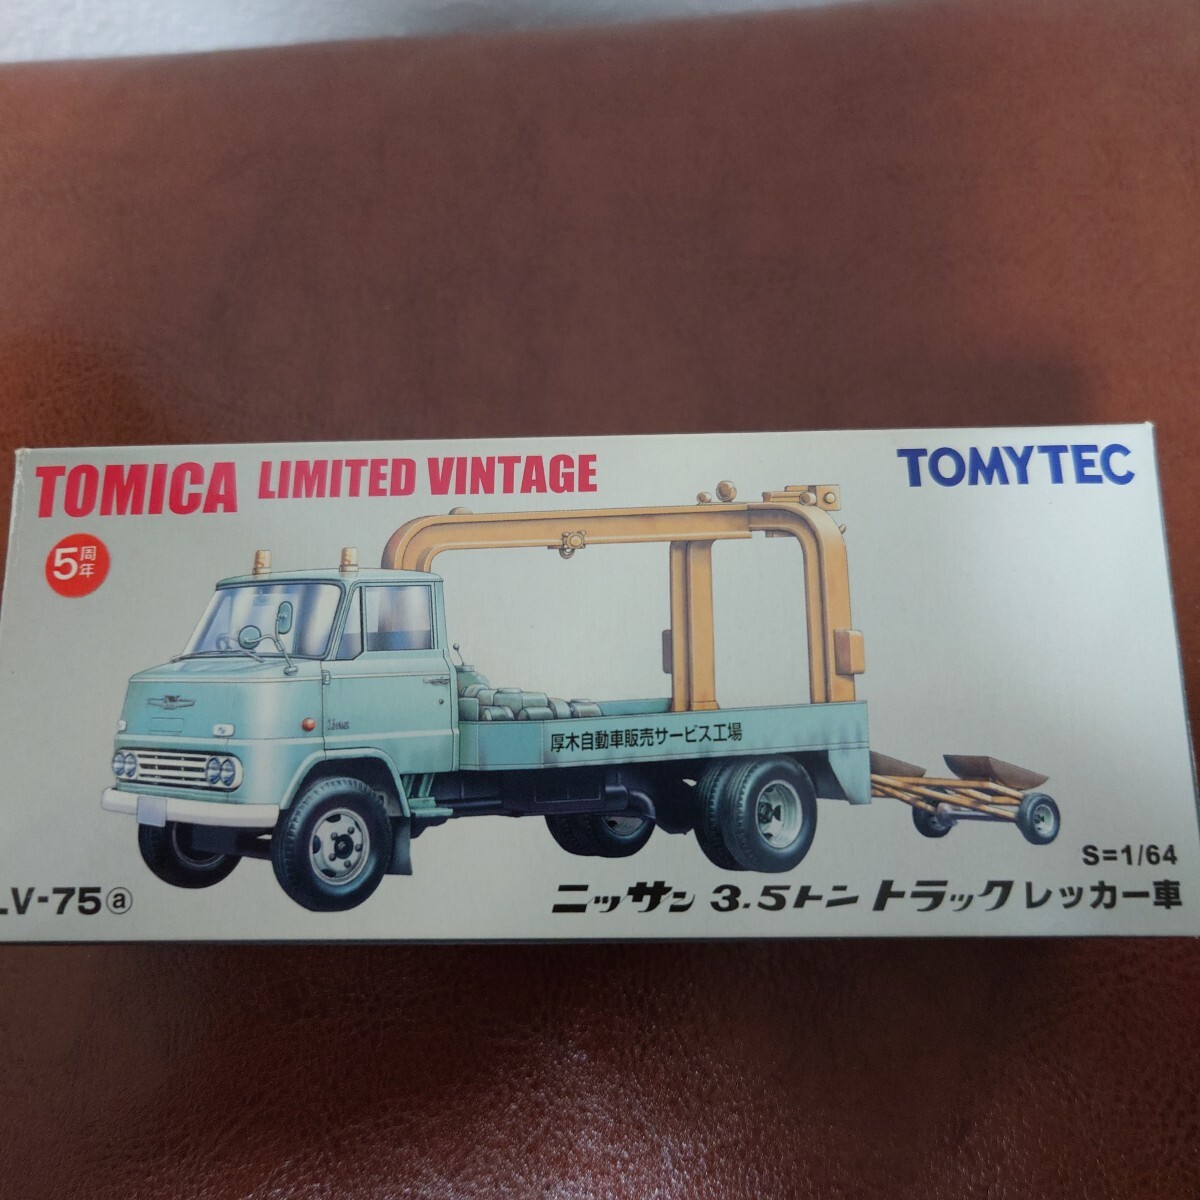 TOMICA LIMITED VINTAGE
TOMYTEC
5周年
厚木自動車販売サービス工場
S=1/64
LV-75ⓐ
ニッサン 3.5トン トラック レッカー車